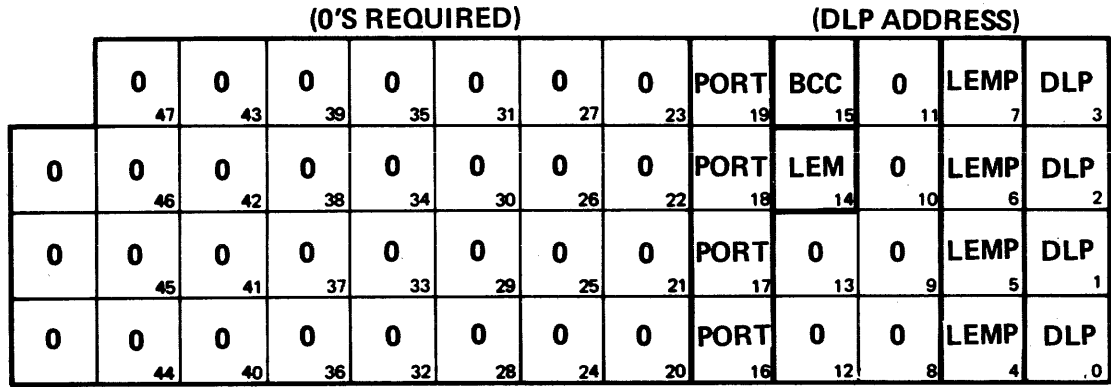 (0'S REQUIRED) (DLP ADDRESS)
0 0 0 0 0 0 0 PORT BCC 0 LEMP DLP
47 43 39 35 31 27 23 19 15 11 7 3
0 0 0 0 0 0 0 0 PORT LEM 0 LEMP DLP
46 42 38 34 30 26 22 18 14 10 6 2
0 0 0 0 0 0 0 0 PORT 0 0 LEMP DLP
45 41 37 33 29 25 21 17 13 9 5 1
0 0 0 0 0 0 0 0 PORT 0 0 LEMP DLP
44 40 36 32 28 24 20 16 12 8 4 0